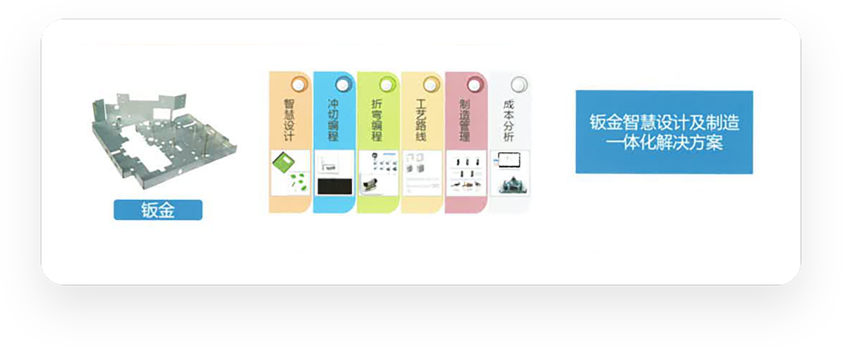 智慧设计
冲切编程
折弯编程
工艺路线
制造管理
成本分析
钣金智慧设计及制造
一体化解决方案
钣金